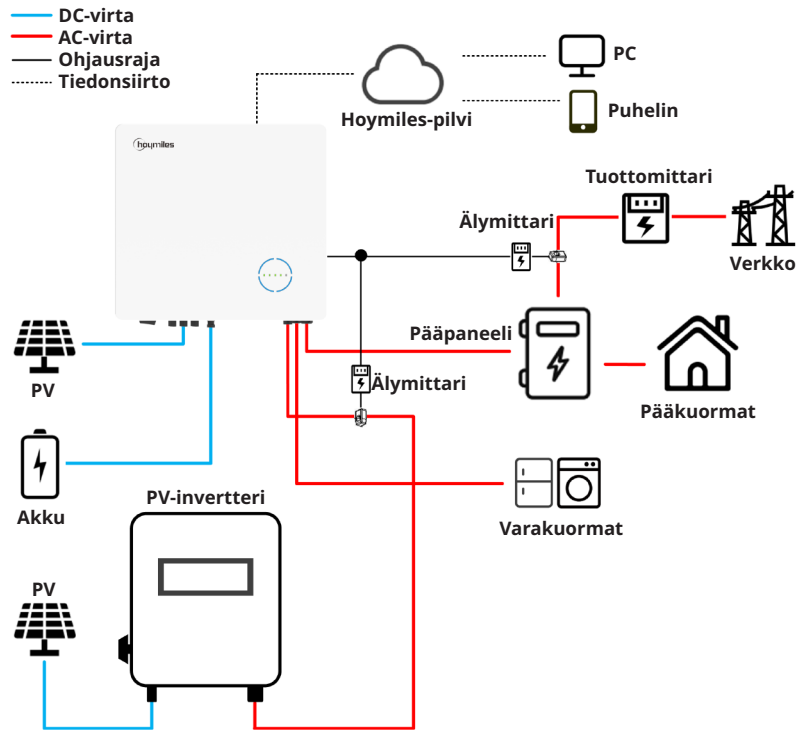 DC-virta
AC-virta
Ohjausraja
Tiedonsiirto
PC
Puhelin
Hoymiles-pilvi
hoymiles
Tuottomittari
Älymittari
Verkko
Pääpaneeli
PV
Älymittari
Pääkuormat
Akku
PV-invertteri
Varakuormat
PV